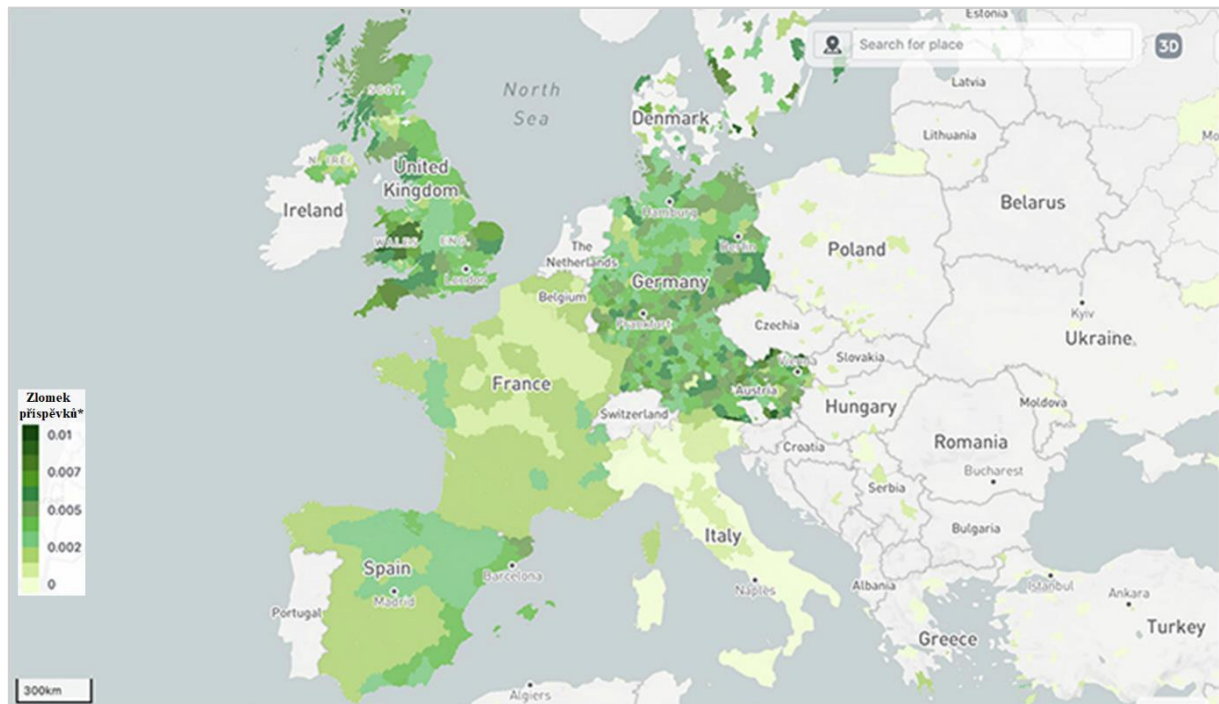 Estonia
Search for place
3D
Latvia
North
Sea
SCOT.
Denmark
Lithuania
N. IRE.
United
Kingdom
Ireland
Hamburg
Belarus
WALES
ENG.
The
Netherlands
Berlin
Poland
London
Germany
Belgium
Frankfurt
Czechia
Kyiv
Ukraine
Slovakia
Vienna
France
Austria
Zlomek
příspěvků*
0.01
0.007
0.005
0.002
0
Switzerland
Hungary
Moldova
Croatia
Romania
Bucharest
Serbia
Italy
Bulgaria
Spain
Barcelona
Madrid
Naples
Portugal
Albania
Istanbul
Ankara
Greece
Turkey
300km
Algiers